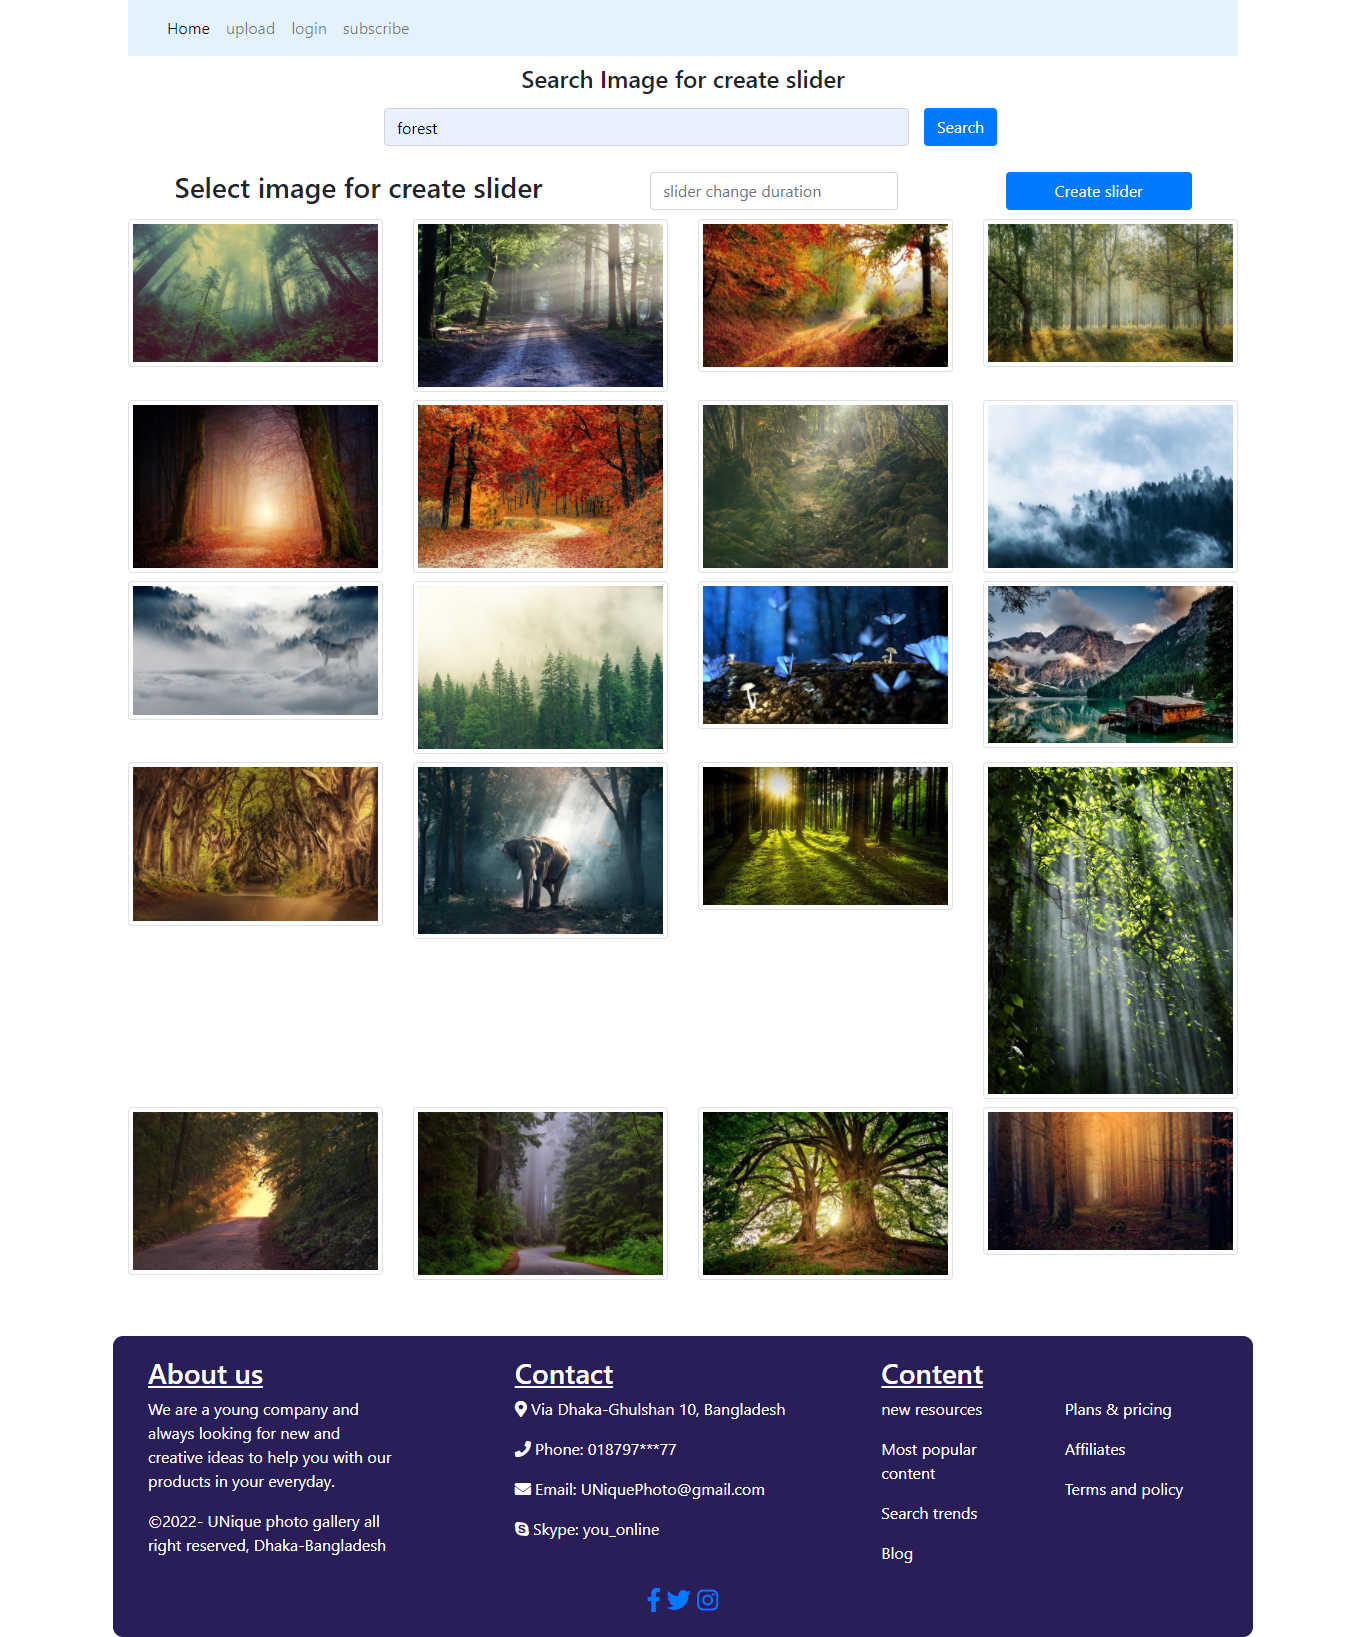 Home upload login subscribe
Search Image for create slider
forest
Search
Select image for create slider
slider change duration
Create slider
About us
We are a young company and
always looking for new and
creative ideas to help you with our
products in your everyday.
©2022- UNique photo gallery all
right reserved, Dhaka-Bangladesh
Contact
Via Dhaka-Ghulshan 10, Bangladesh
Phone: 018797***77
Email: UNiquePhoto@gmail.com
Skype: you_online
Content
new resources
Most popular
content
Search trends
Blog
Plans & pricing
Affiliates
Terms and policy